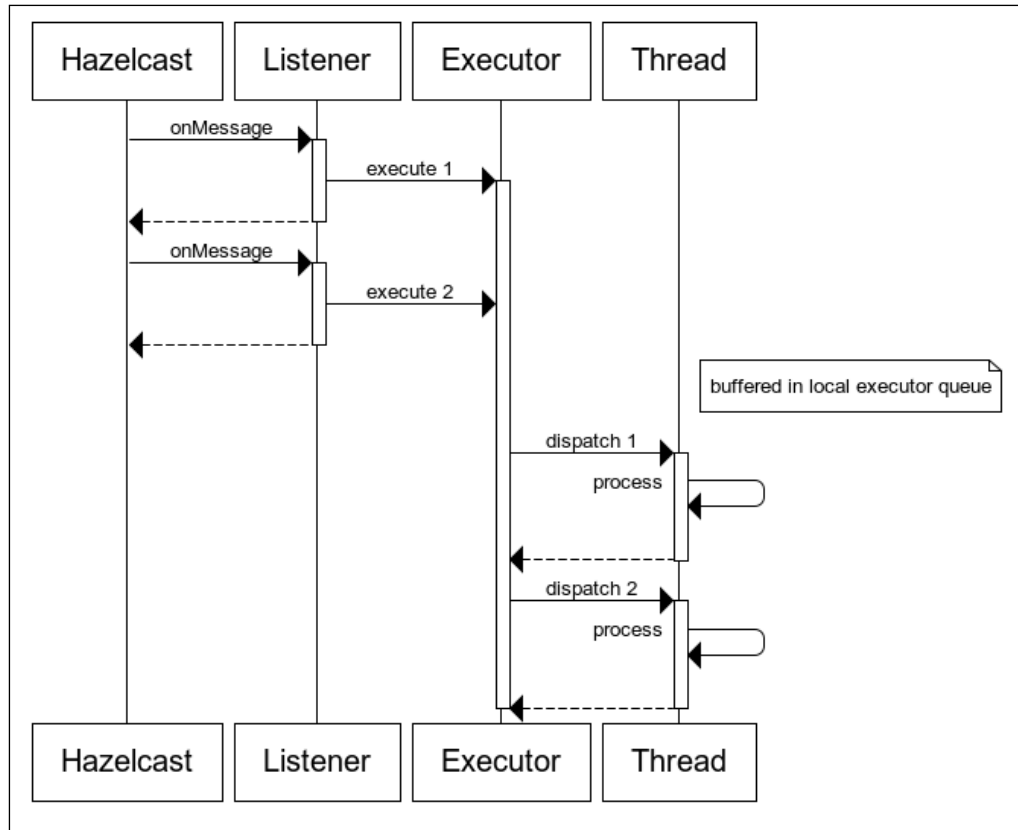 Hazelcast
Listener
Executor
Thread
onMessage
execute 1
onMessage
execute 2
buffered in local executor queue
dispatch 1
process
dispatch 2
process
Hazelcast
Listener
Executor
Thread